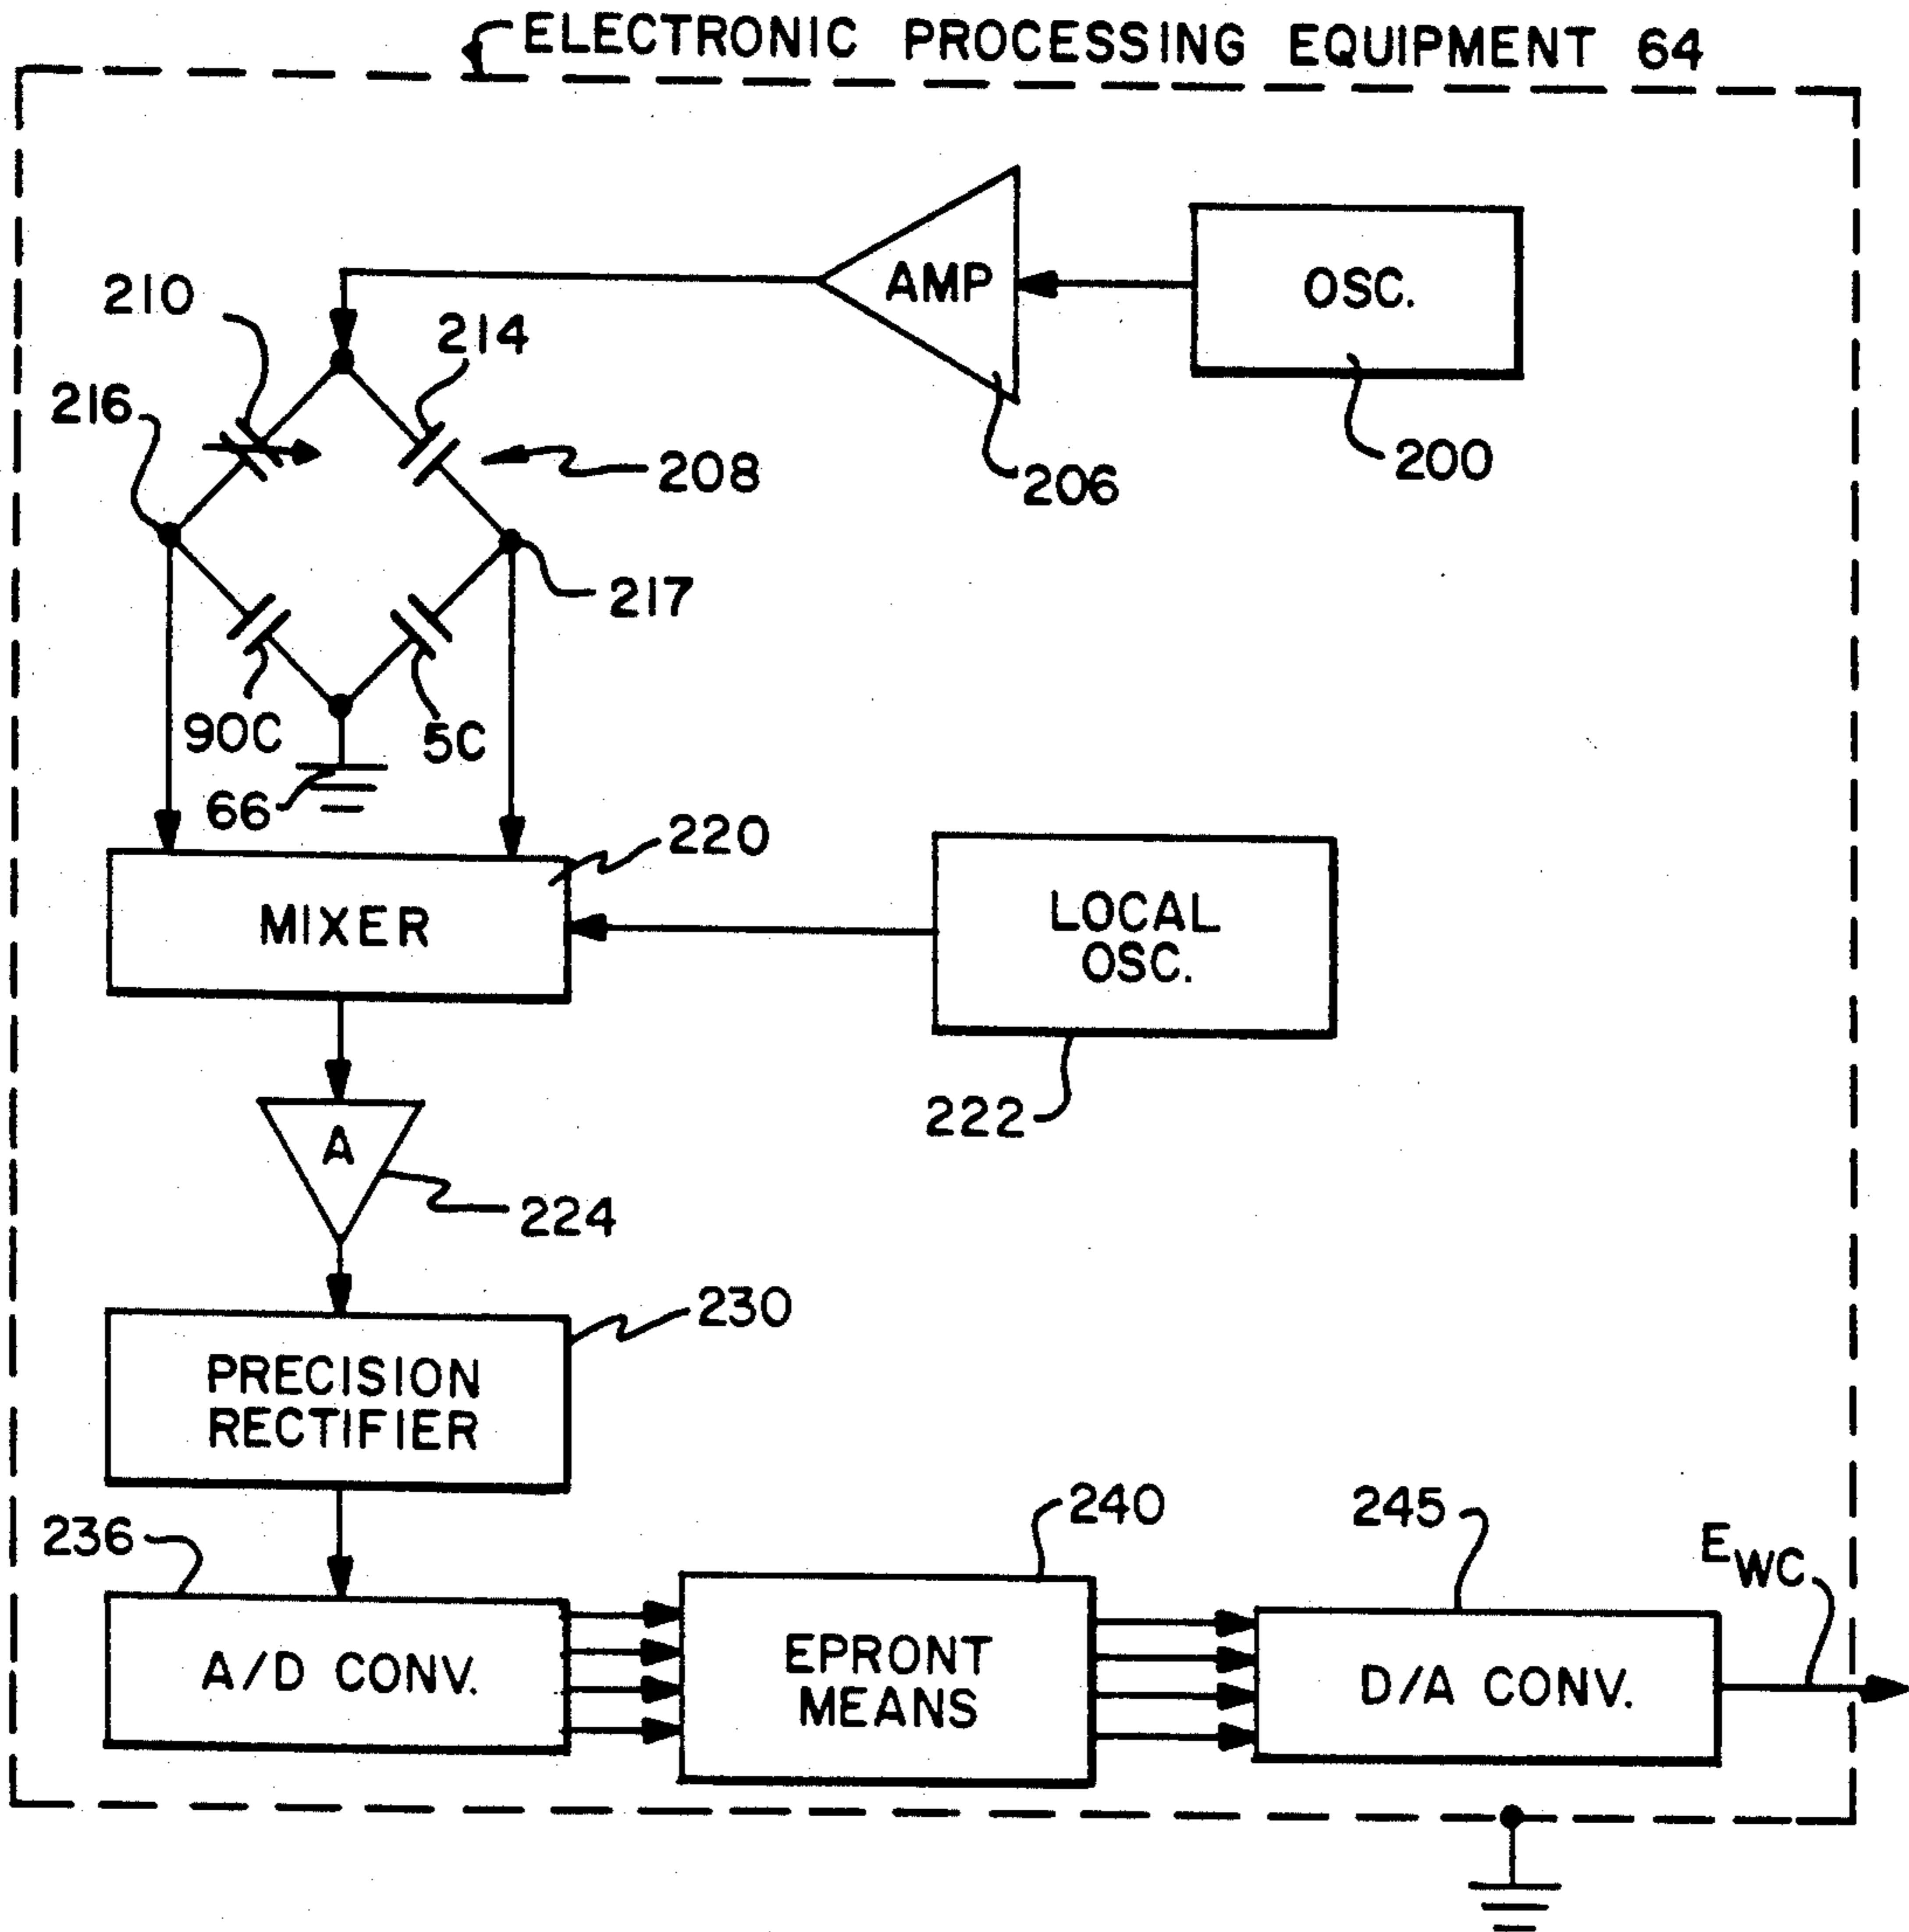 ELECTRONIC PROCESSING EQUIPMENT 64
AMP
OSC.
210
214
216
208
206
200
217
90C
5C
66
220
MIXER
LOCAL
OSC.
222
A
224
230
PRECISION
RECTIFIER
236
240
245
EWC
A/D CONV.
EPRONT
MEANS
D/A CONV.